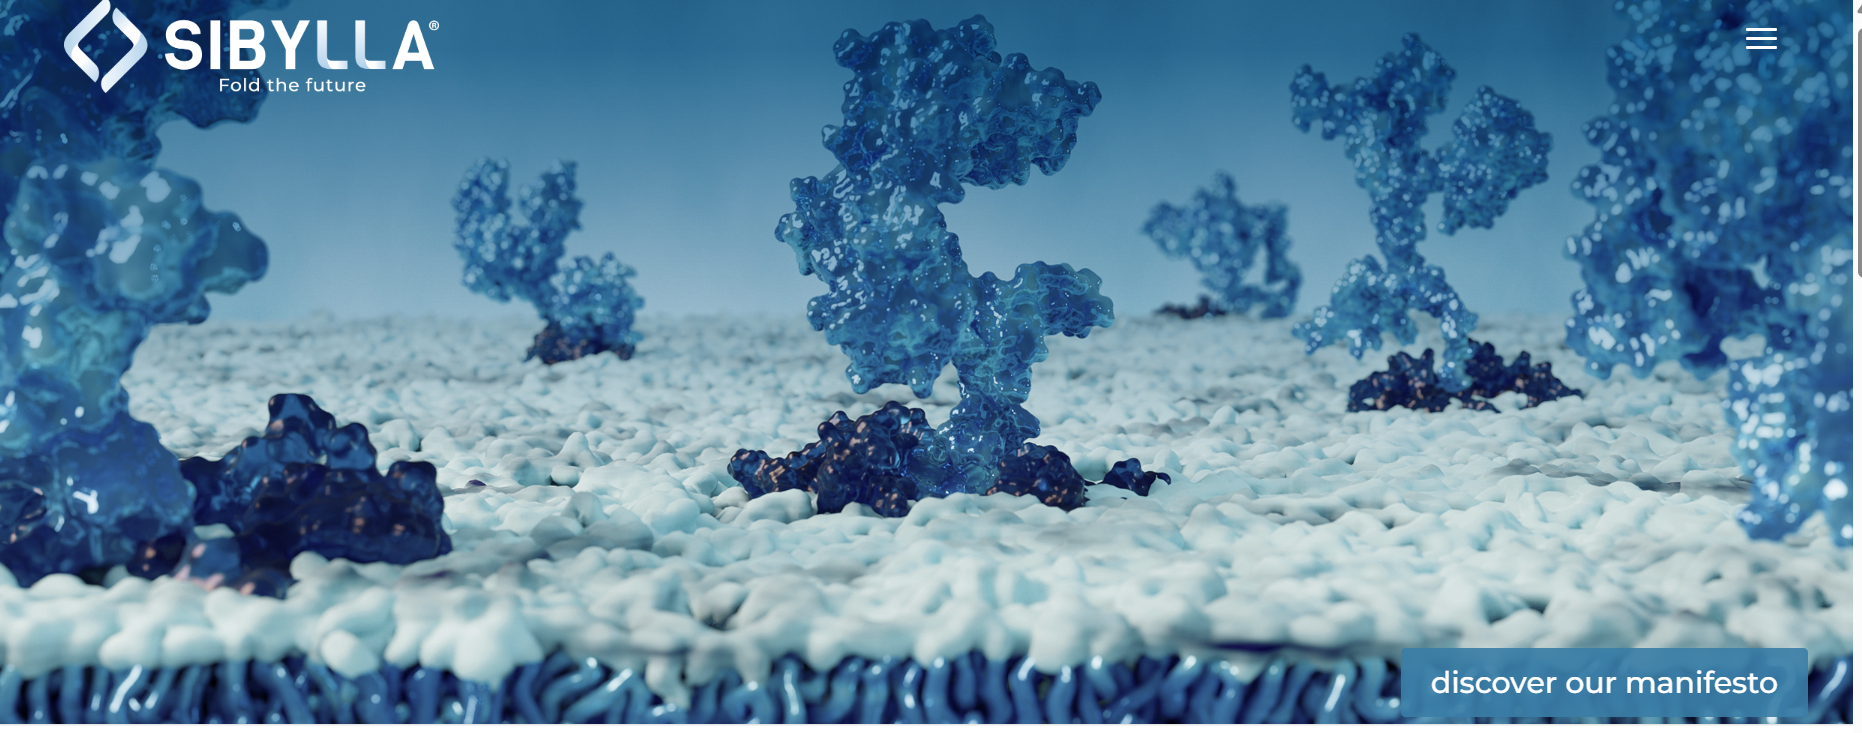 SIBYLLA®
Fold the future
discover our manifesto